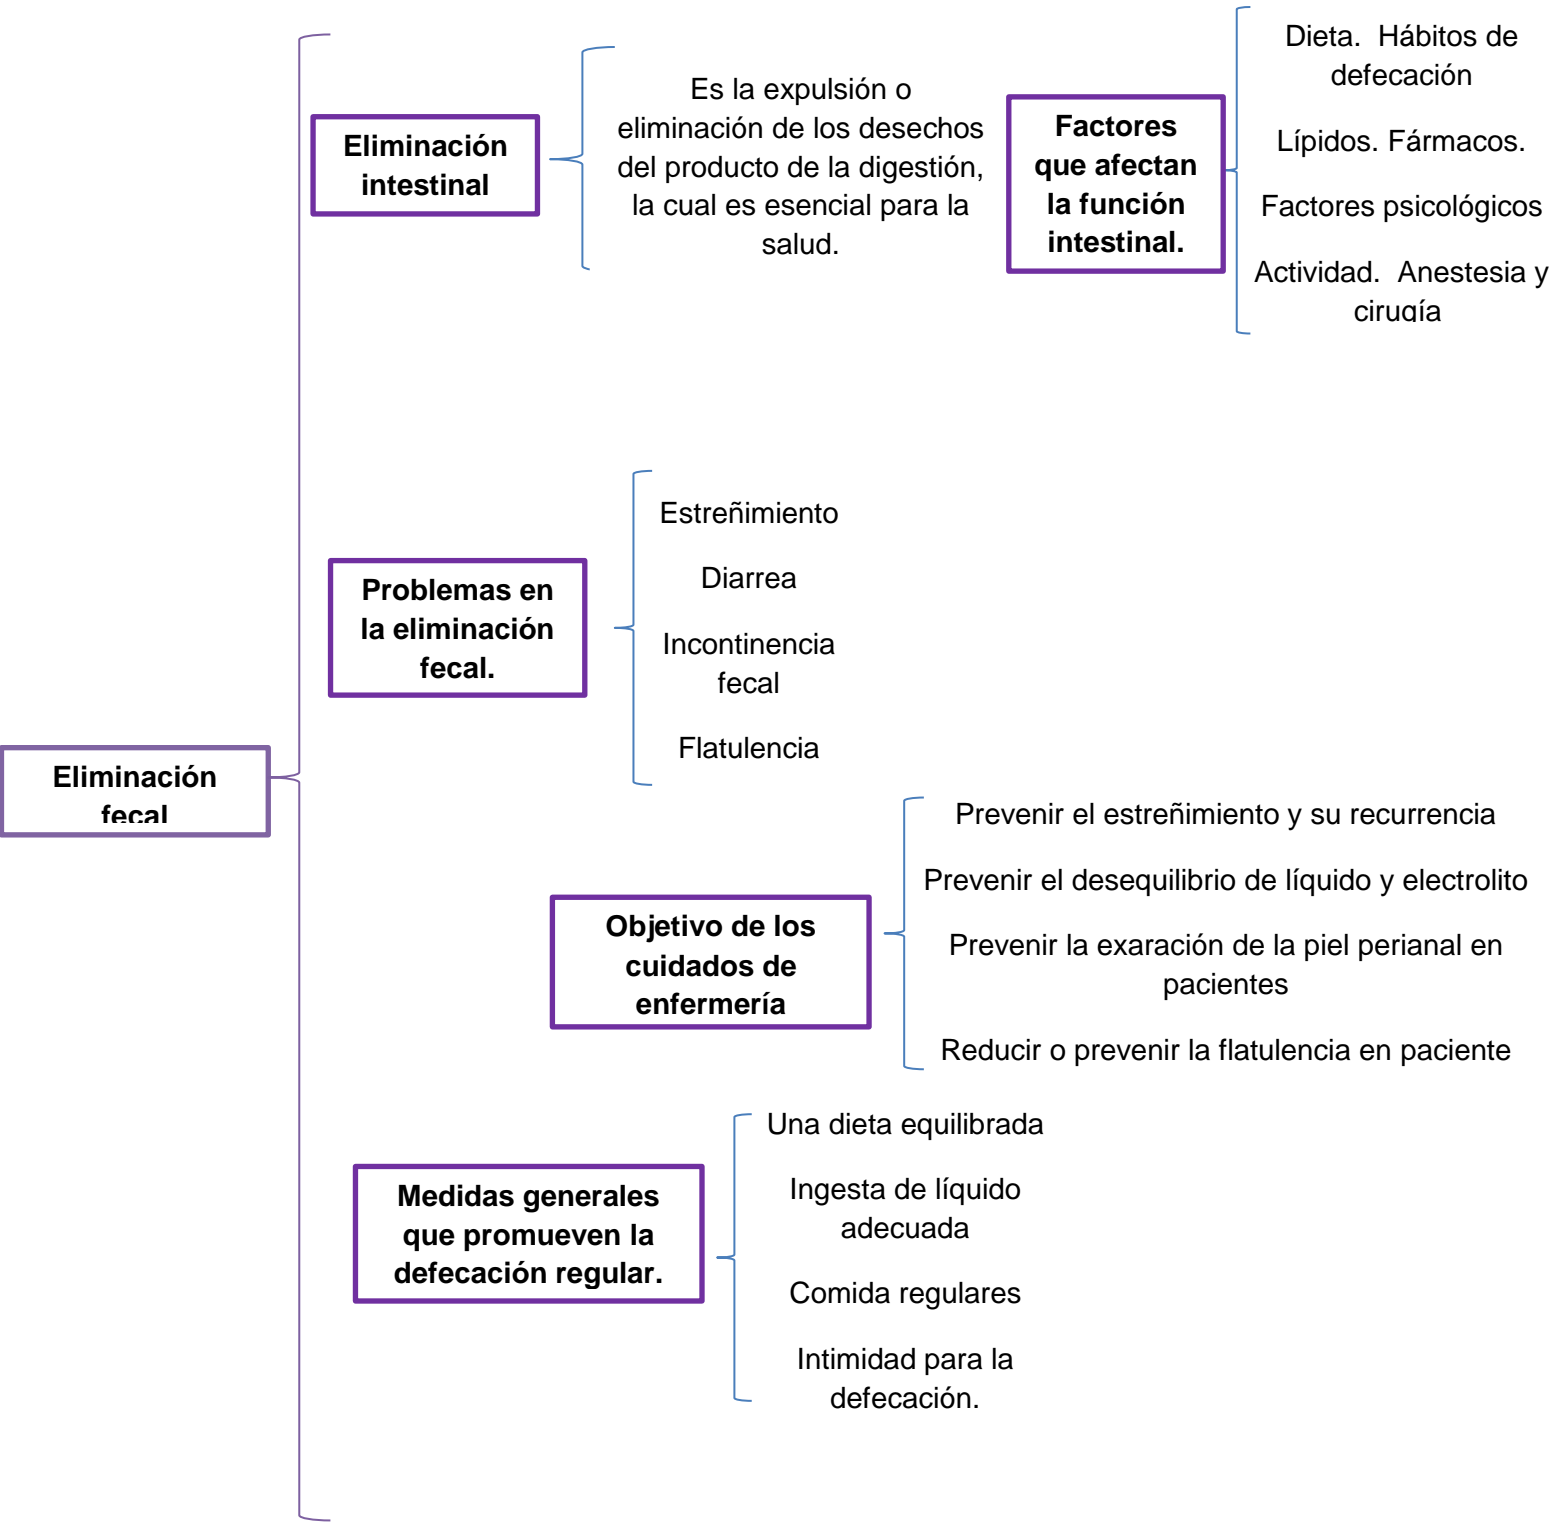 Eliminación
fecal
Eliminación
intestinal
Es la expulsión o
eliminación de los desechos
del producto de la digestión,
la cual es esencial para la
salud.
Factores
que afectan
la función
intestinal.
Dieta.  Hábitos de
defecación
Lípidos. Fármacos.
Factores psicológicos
Actividad.  Anestesia y
cirugía
Problemas en
la eliminación
fecal.
Estreñimiento
Diarrea
Incontinencia
fecal
Flatulencia
Objetivo de los
cuidados de
enfermería
Prevenir el estreñimiento y su recurrencia
Prevenir el desequilibrio de líquido y electrolito
Prevenir la exaración de la piel perianal en
pacientes
Reducir o prevenir la flatulencia en paciente
Medidas generales
que promueven la
defecación regular.
Una dieta equilibrada
Ingesta de líquido
adecuada
Comida regulares
Intimidad para la
defecación.